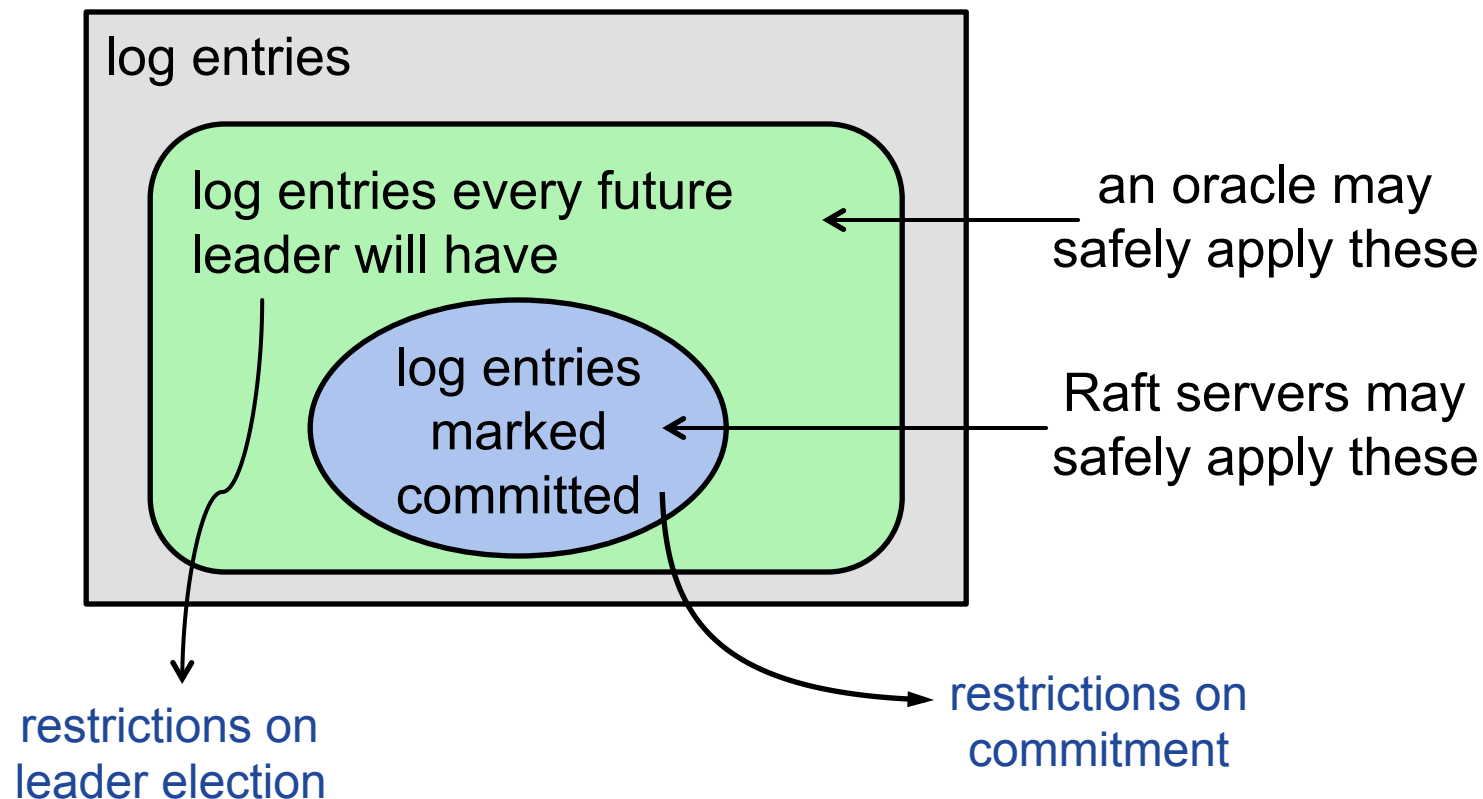 log entries
log entries every future
leader will have
an oracle may
safely apply these
log entries
marked
committed
Raft servers may
safely apply these
restrictions on
leader election
restrictions on
commitment